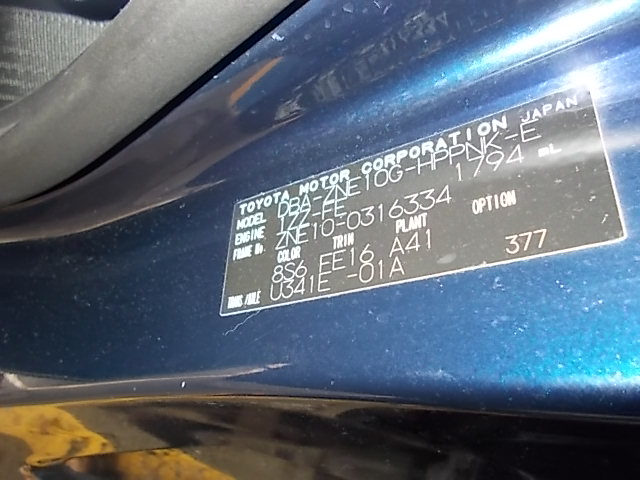 TOYOTA MOTOR CORPORATION JAPAN
MODEL DBA-ZNE10G-HPPNK-E
ENGINE 1ZZ-FE 1794 mL
FRAME No. ZNE10-0316334
COLOR TRIM PLANT OPTION
8S6 FE16 A41 377
TRANS/AXLE U341E -01A